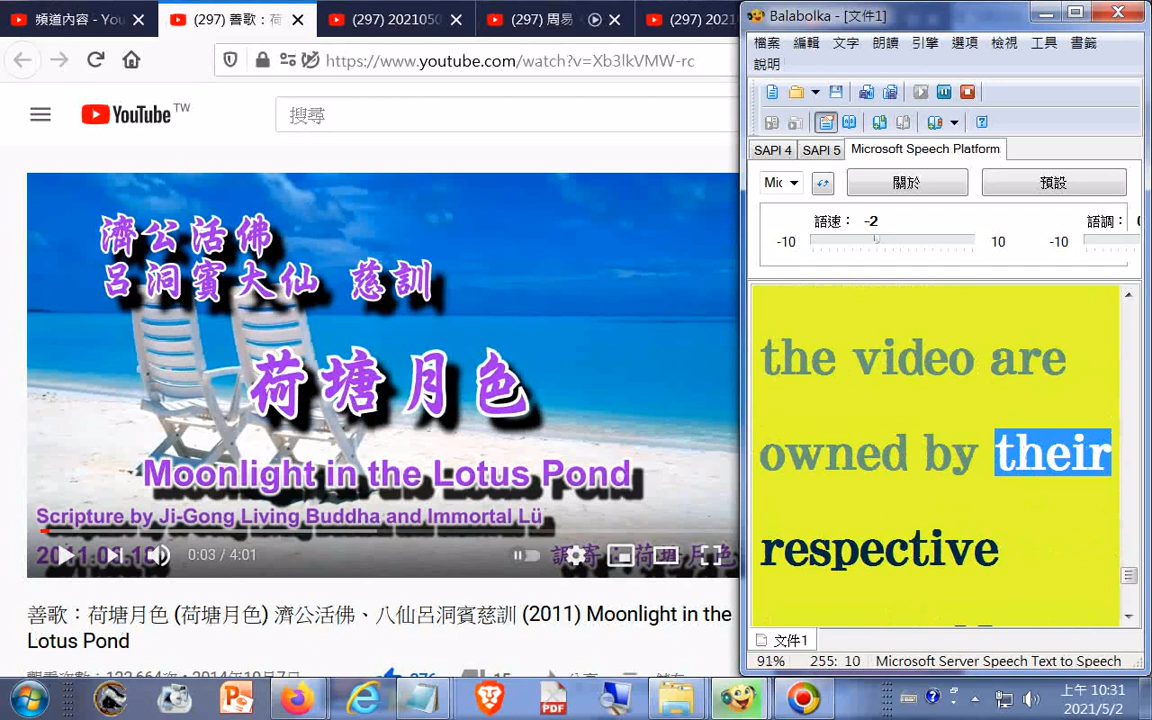 (297) 善歌：荷
(297) 2021050
(297) 周易
(297) 2021
頻道內容 - You
https://www.youtube.com/watch?v=Xb3lkVMW-rc
YouTube TW
搜尋
濟公活佛
呂洞賓大仙 慈訓
荷塘月色
Moonlight in the Lotus Pond
Scripture by Ji-Gong Living Buddha and Immortal Lü
0:03 / 4:01
善歌：荷塘月色 (荷塘月色) 濟公活佛、八仙呂洞賓慈訓 (2011) Moonlight in the
Lotus Pond
Balabolka - [文件1]
檔案 編輯 文字 朗讀 引擎 選項 檢視 工具 書籤
說明
SAPI 4 SAPI 5 Microsoft Speech Platform
Mic 關於 預設
語速： -2 語調：
-10 10 -10
the video are
owned by their
respective
文件1
91% 255: 10 Microsoft Server Speech Text to Speech
上午 10:31
2021/5/2